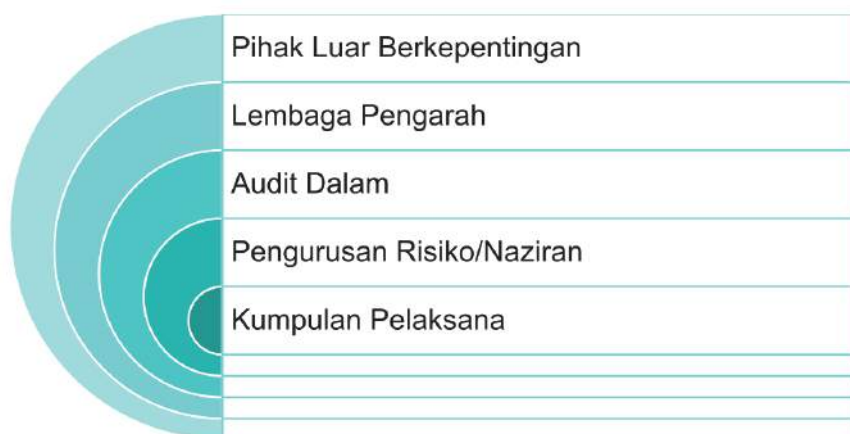 Pihak Luar Berkepentingan
Lembaga Pengarah
Audit Dalam
Pengurusan Risiko/Naziran
Kumpulan Pelaksana